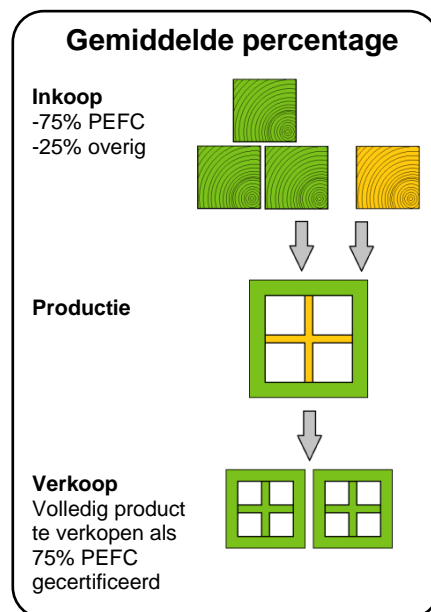 Gemiddelde percentage
Inkoop
-75% PEFC
-25% overig
Productie
Verkoop
Volledig product
te verkopen als
75% PEFC
gecertificeerd